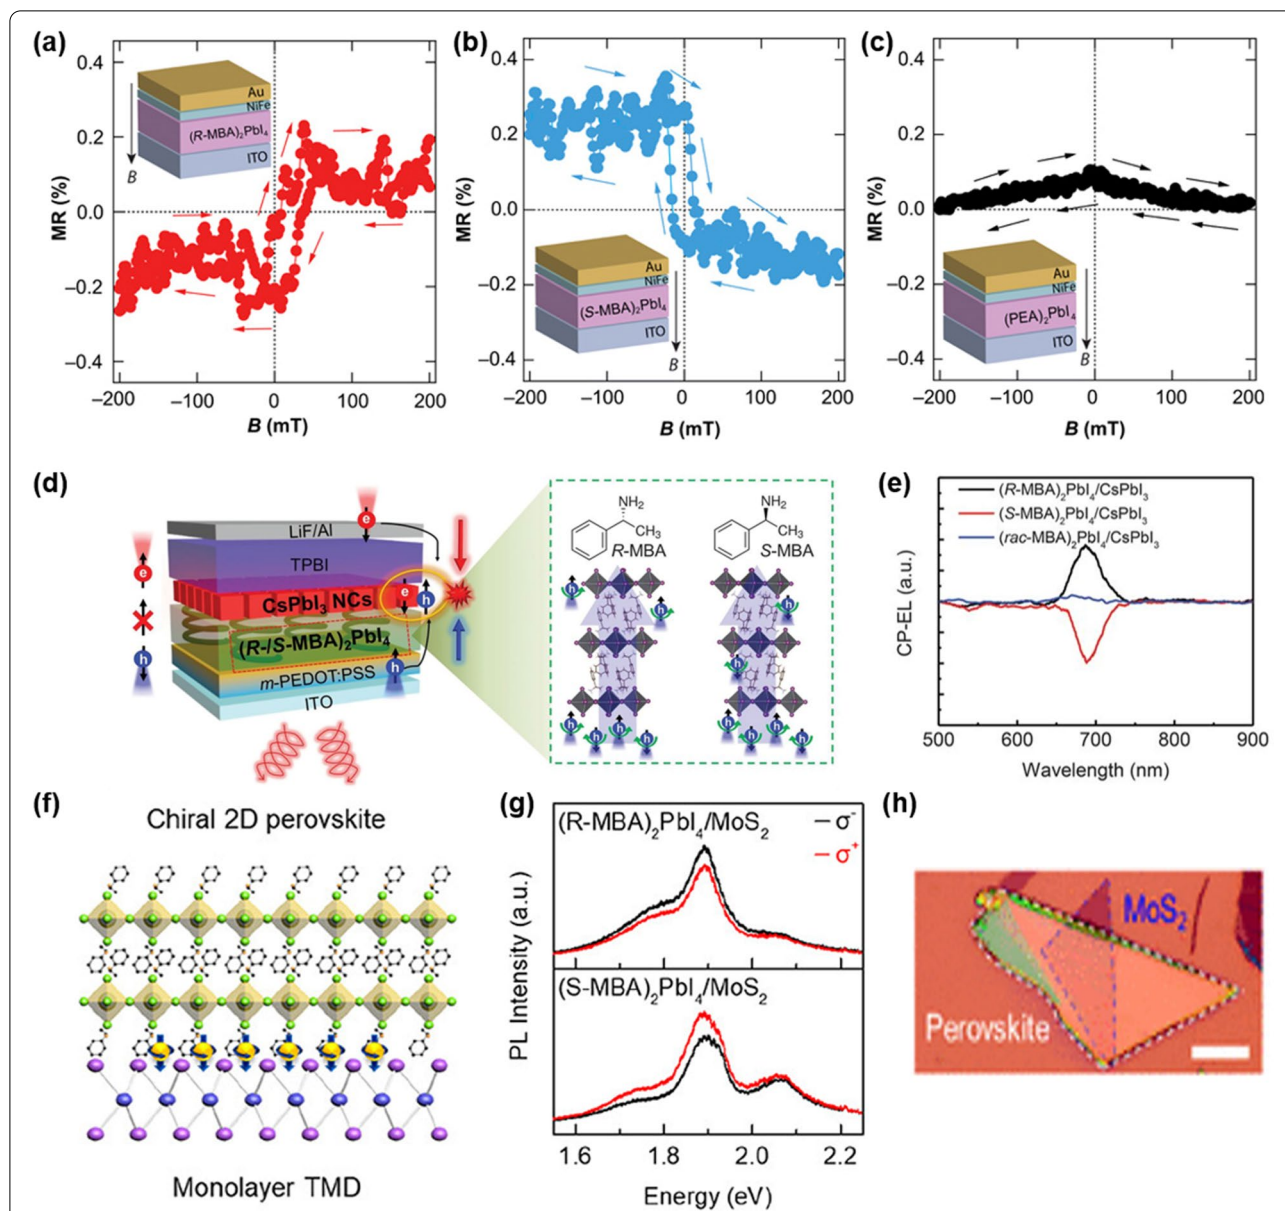 (a)
0.4
0.2
0.0
−0.2
−0.4
MR (%)
Au
NiFe
(R-MBA)₂PbI₄
ITO
B
−200
−100
0
100
200
B (mT)
(b)
0.4
0.2
0.0
−0.2
−0.4
MR (%)
Au
NiFe
(S-MBA)₂PbI₄
ITO
B
−200
−100
0
100
200
B (mT)
(c)
0.4
0.2
0.0
−0.2
−0.4
MR (%)
Au
NiFe
(PEA)₂PbI₄
ITO
B
−200
−100
0
100
200
B (mT)
(d)
e
h
e
LiF/Al
TPBI
CsPbI₃ NCs
(R-/S-MBA)₂PbI₄
m-PEDOT:PSS
ITO
e
h
h
NH₂
CH₃
R-MBA
NH₂
CH₃
S-MBA
h
h
h
h
h
h
h
h
h
h
h
h
h
h
(e)
(R-MBA)₂PbI₄/CsPbI₃
(S-MBA)₂PbI₄/CsPbI₃
(rac-MBA)₂PbI₄/CsPbI₃
CP-EL (a.u.)
500
600
700
800
900
Wavelength (nm)
(f)
Chiral 2D perovskite
Monolayer TMD
(g)
(R-MBA)₂PbI₄/MoS₂
σ⁻
σ⁺
(S-MBA)₂PbI₄/MoS₂
PL Intensity (a.u.)
1.6
1.8
2.0
2.2
Energy (eV)
(h)
MoS₂
Perovskite